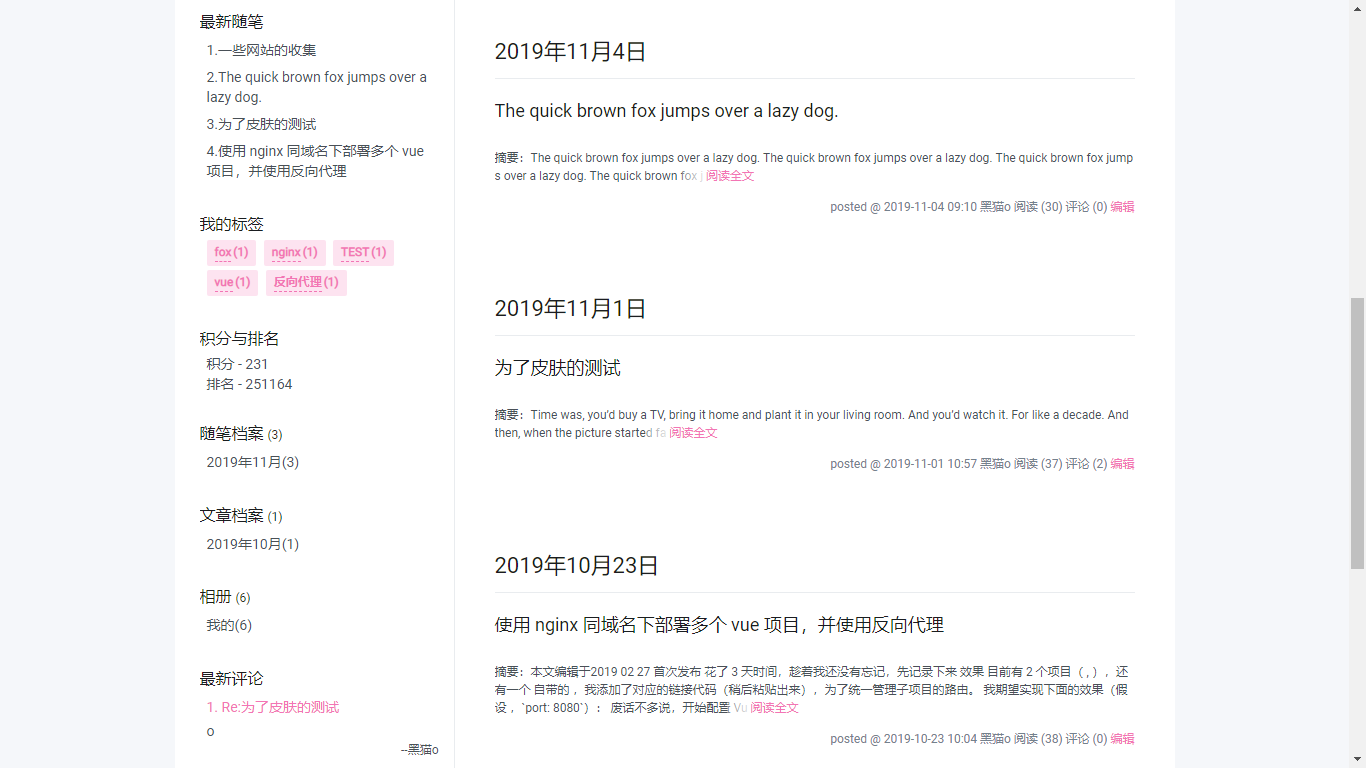 最新随笔
1.一些网站的收集
2.The quick brown fox jumps over a
lazy dog.
3.为了皮肤的测试
4.使用 nginx 同域名下部署多个 vue
项目，并使用反向代理
我的标签
fox(1) nginx(1) TEST(1)
vue(1) 反向代理(1)
积分与排名
积分 - 231
排名 - 251164
随笔档案 (3)
2019年11月(3)
文章档案 (1)
2019年10月(1)
相册 (6)
我的(6)
最新评论
1. Re:为了皮肤的测试
o
--黑猫o
2019年11月4日
The quick brown fox jumps over a lazy dog.
摘要：The quick brown fox jumps over a lazy dog. The quick brown fox jumps over a lazy dog. The quick brown fox jump
s over a lazy dog. The quick brown fox j 阅读全文
posted @ 2019-11-04 09:10 黑猫o 阅读 (30) 评论 (0) 编辑
2019年11月1日
为了皮肤的测试
摘要：Time was, you’d buy a TV, bring it home and plant it in your living room. And you’d watch it. For like a decade. And
then, when the picture started fa 阅读全文
posted @ 2019-11-01 10:57 黑猫o 阅读 (37) 评论 (2) 编辑
2019年10月23日
使用 nginx 同域名下部署多个 vue 项目，并使用反向代理
摘要：本文编辑于2019 02 27 首次发布 花了 3 天时间，趁着我还没有忘记，先记录下来 效果 目前有 2 个项目（ , ），还
有一个 自带的 ，我添加了对应的链接代码（稍后粘贴出来），为了统一管理子项目的路由。 我期望实现下面的效果（假
设 ，`port: 8080`）： 废话不多说，开始配置 Vu 阅读全文
posted @ 2019-10-23 10:04 黑猫o 阅读 (38) 评论 (0) 编辑